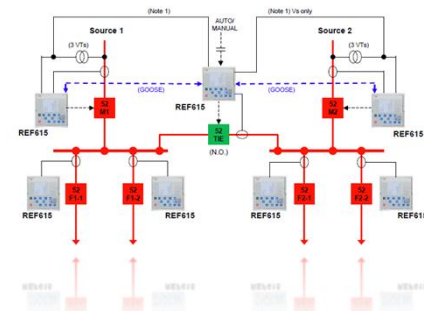 (Note 1)
AUTO/
MANUAL
(Note 1) Vs only
Source 1
Source 2
(3 VTs)
(3 VTs)
(GOOSE)
(GOOSE)
REF615
REF615
REF615
52
M1
52
M2
52
TIE
(N.O.)
52
F1-1
52
F1-2
52
F2-1
52
F2-2
REF615
REF615
REF615
REF615